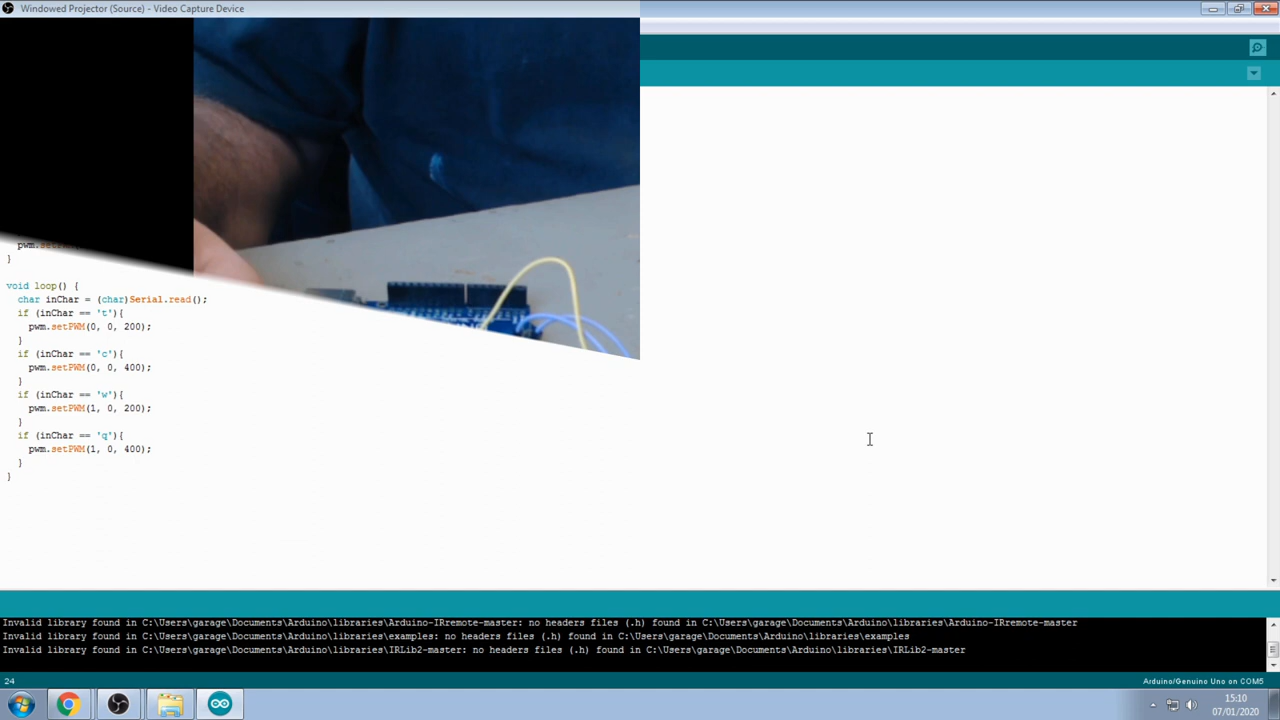 Windowed Projector (Source) - Video Capture Device
pwm.
}
void loop() {
char inChar = (char)Serial.read();
if (inChar == 't'){
pwm.setPWM(0, 0, 200);
}
if (inChar == 'c'){
pwm.setPWM(0, 0, 400);
}
if (inChar == 'w'){
pwm.setPWM(1, 0, 200);
}
if (inChar == 'q'){
pwm.setPWM(1, 0, 400);
}
}
Invalid library found in C:\Users\garage\Documents\Arduino\libraries\Arduino-IRremote-master: no headers files (.h) found in C:\Users\garage\Documents\Arduino\libraries\Arduino-IRremote-master
Invalid library found in C:\Users\garage\Documents\Arduino\libraries\examples: no headers files (.h) found in C:\Users\garage\Documents\Arduino\libraries\examples
Invalid library found in C:\Users\garage\Documents\Arduino\libraries\IRLib2-master: no headers files (.h) found in C:\Users\garage\Documents\Arduino\libraries\IRLib2-master
24
Arduino/Genuino Uno on COM5
15:10
07/01/2020